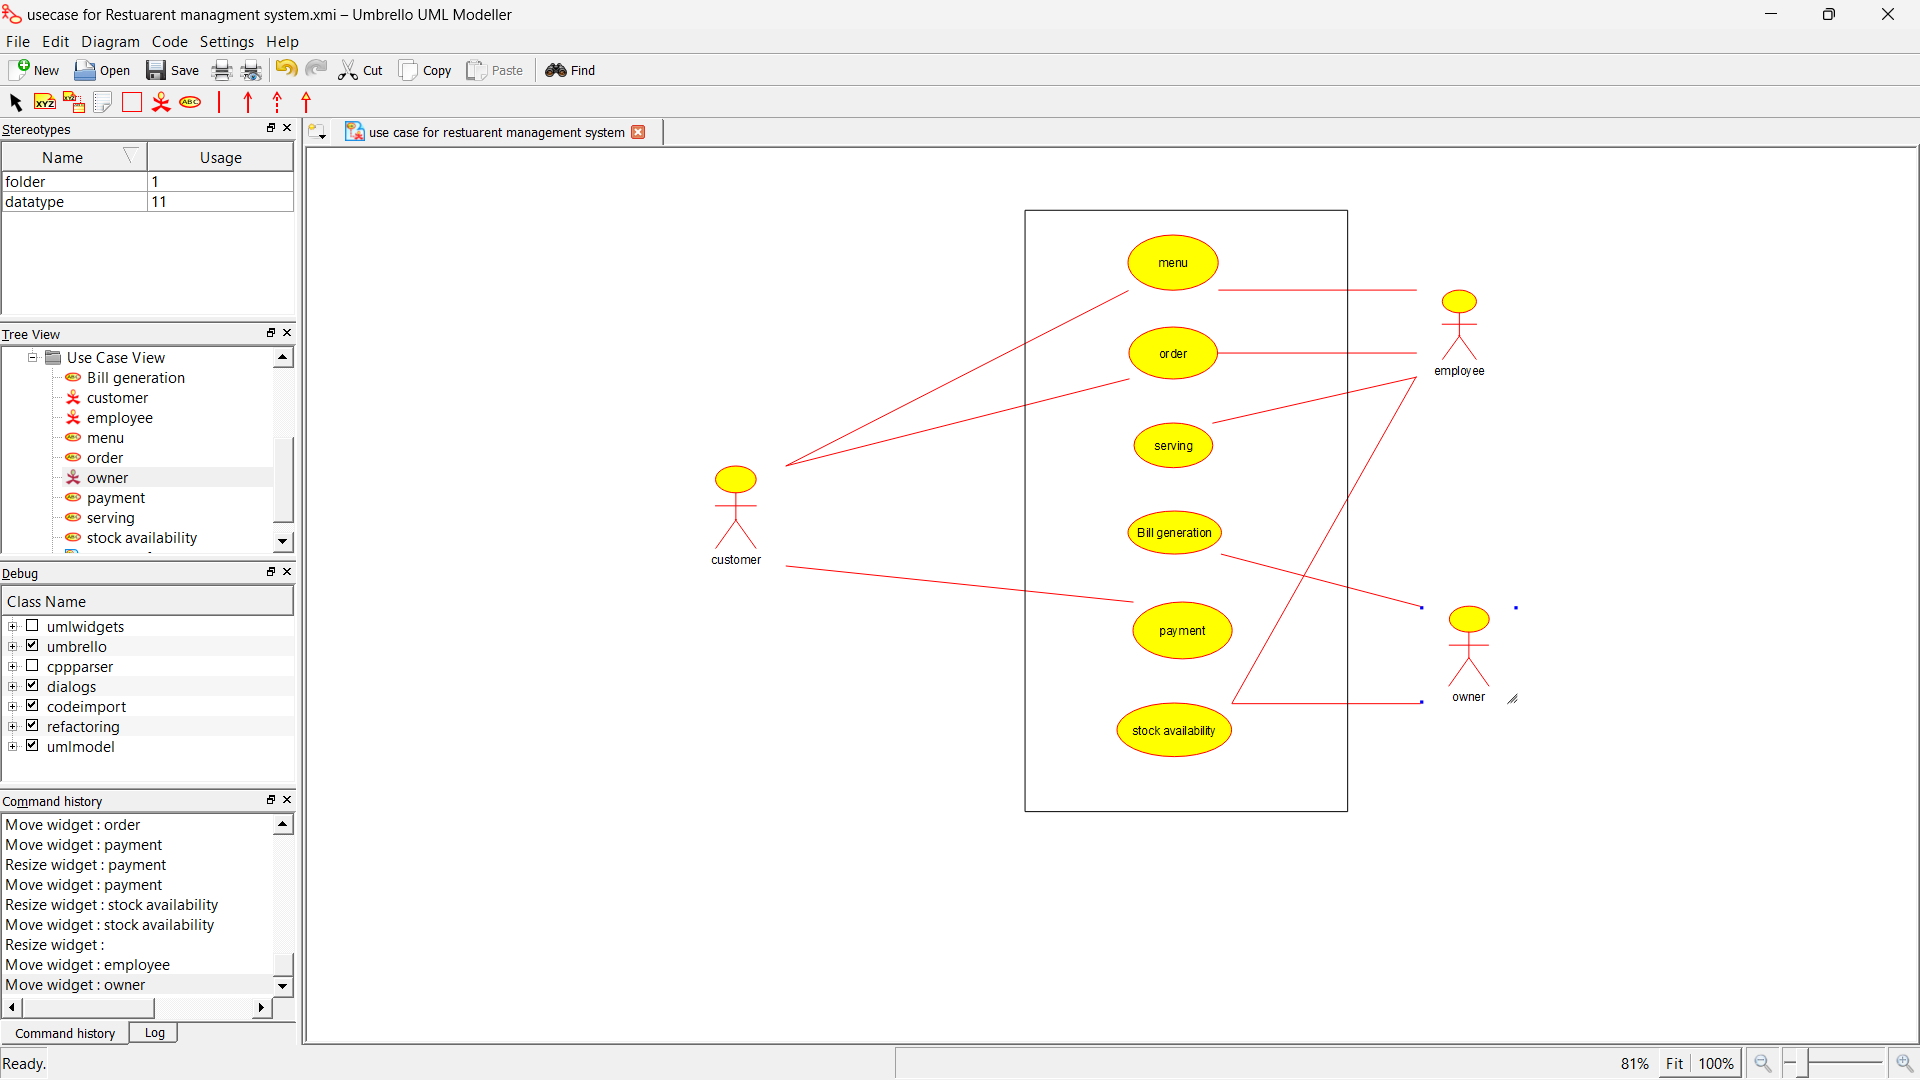 usecase for Restuarent managment system.xmi – Umbrello UML Modeller
File Edit Diagram Code Settings Help
New Open Save Cut Copy Paste Find
XYZ XYZ ABC
Stereotypes
Name Usage
folder 1
datatype 11
Tree View
Use Case View
Bill generation
customer
employee
menu
order
owner
payment
serving
stock availability
Debug
Class Name
umlwidgets
umbrello
cppparser
dialogs
codeimport
refactoring
umlmodel
Command history
Move widget : order
Move widget : payment
Resize widget : payment
Move widget : payment
Resize widget : stock availability
Move widget : stock availability
Resize widget :
Move widget : employee
Move widget : owner
Command history Log
use case for restuarent management system
menu
order
serving
Bill generation
payment
stock availability
customer
employee
owner
Ready.
81% Fit 100%